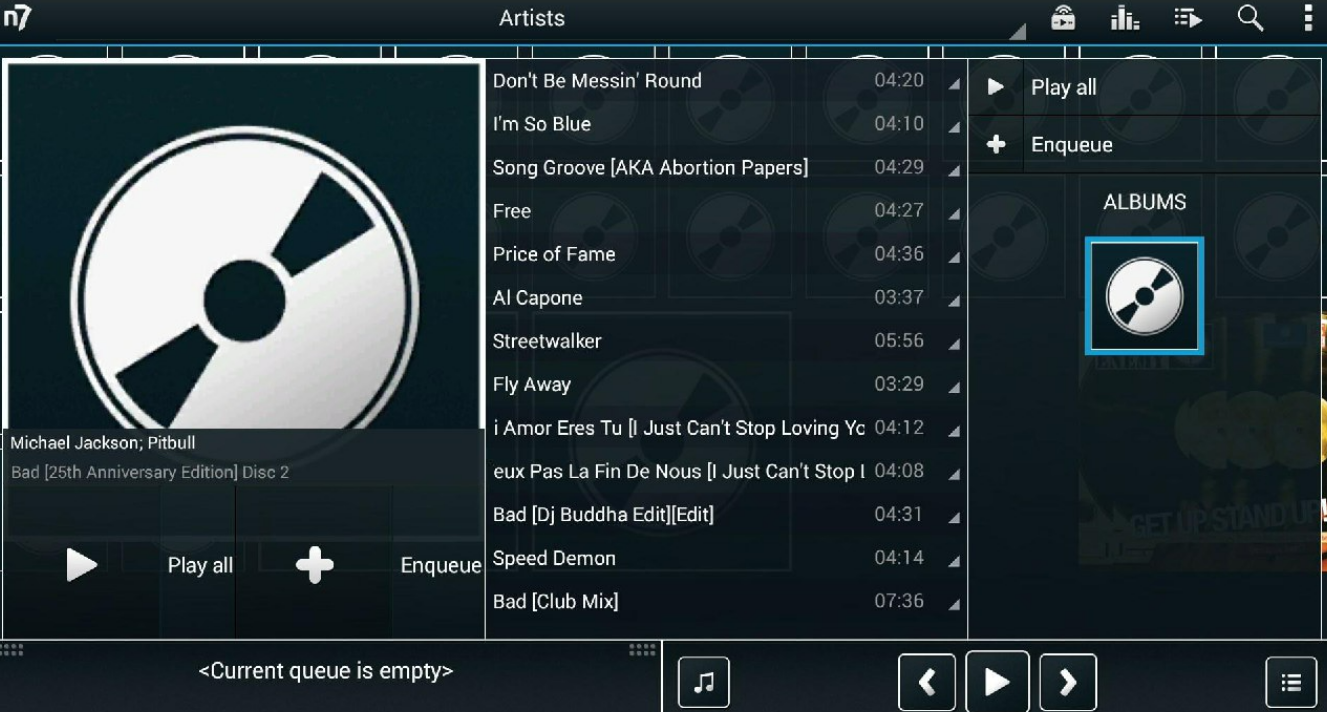 n7
Artists
Don't Be Messin' Round 04:20
I'm So Blue 04:10
Song Groove [AKA Abortion Papers] 04:29
Free 04:27
Price of Fame 04:36
Al Capone 03:37
Streetwalker 05:56
Fly Away 03:29
i Amor Eres Tu [I Just Can't Stop Loving Yo 04:12
eux Pas La Fin De Nous [I Just Can't Stop L 04:08
Bad [Dj Buddha Edit][Edit] 04:31
Speed Demon 04:14
Bad [Club Mix] 07:36
Michael Jackson; Pitbull
Bad [25th Anniversary Edition] Disc 2
Play all
Enqueue
Play all
Enqueue
ALBUMS
GET UP STAND UP!
<Current queue is empty>